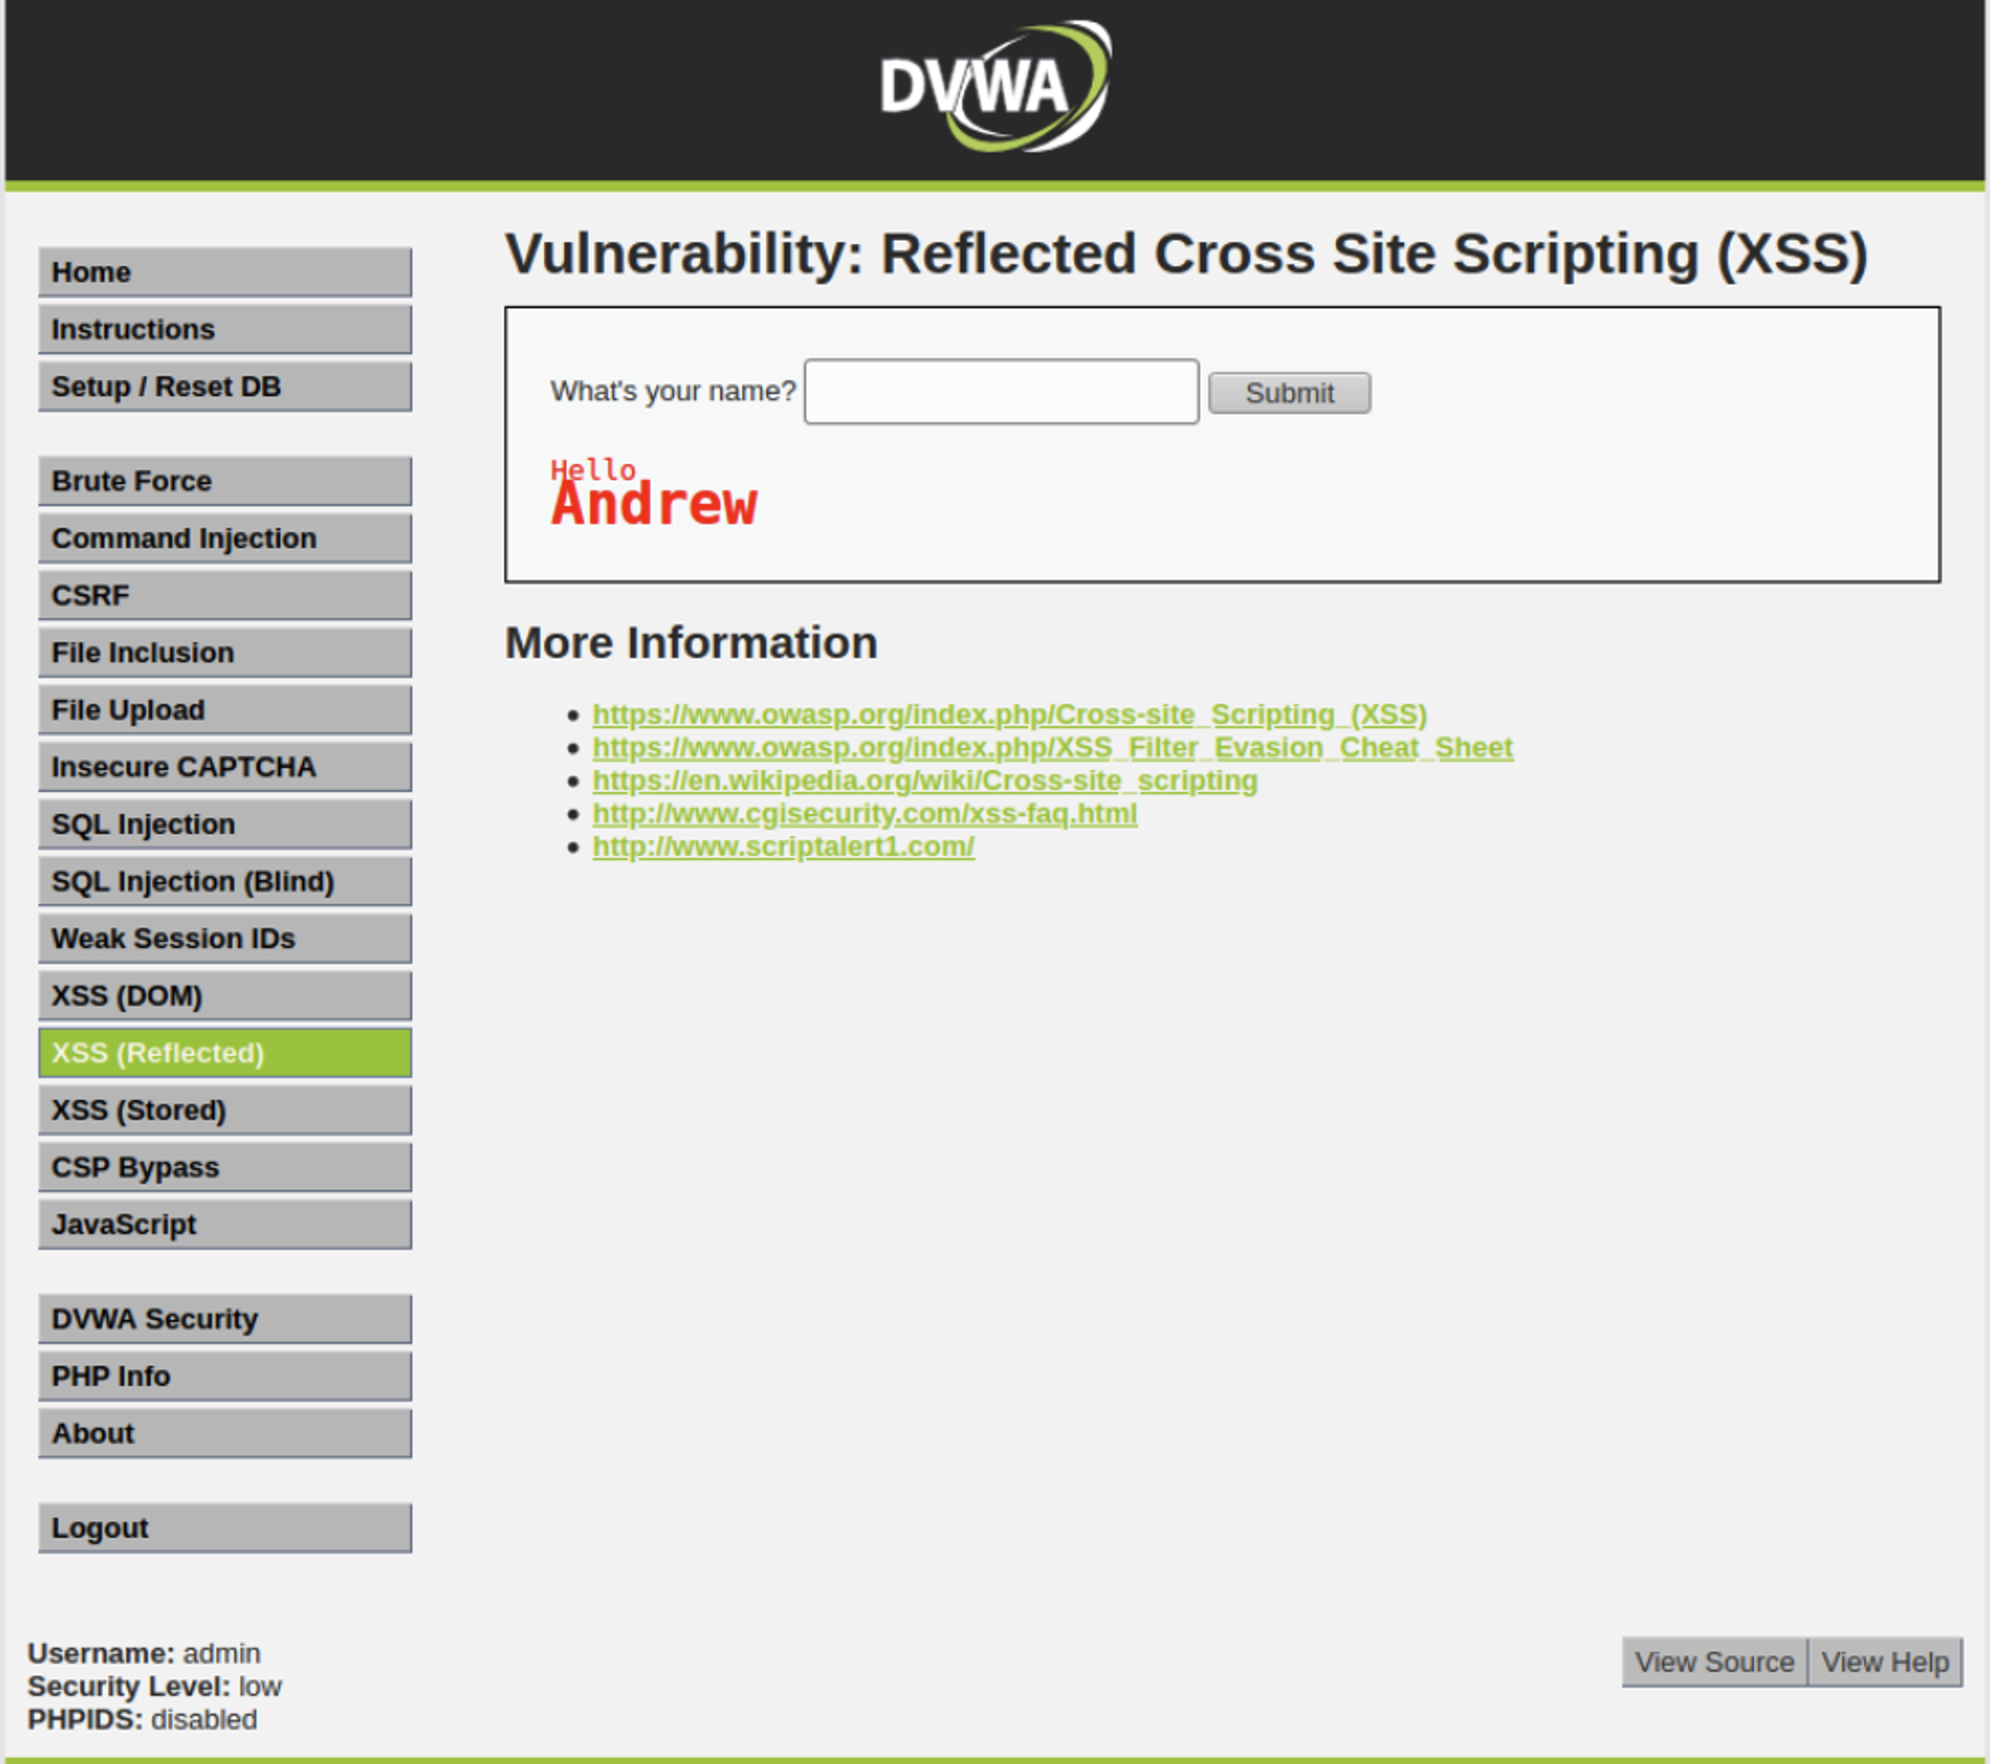 DVWA
Home
Instructions
Setup / Reset DB
Brute Force
Command Injection
CSRF
File Inclusion
File Upload
Insecure CAPTCHA
SQL Injection
SQL Injection (Blind)
Weak Session IDs
XSS (DOM)
XSS (Reflected)
XSS (Stored)
CSP Bypass
JavaScript
DVWA Security
PHP Info
About
Logout
Vulnerability: Reflected Cross Site Scripting (XSS)
What's your name? Submit
Hello
Andrew
More Information
https://www.owasp.org/index.php/Cross-site_Scripting_(XSS)
https://www.owasp.org/index.php/XSS_Filter_Evasion_Cheat_Sheet
https://en.wikipedia.org/wiki/Cross-site_scripting
http://www.cgisecurity.com/xss-faq.html
http://www.scriptalert1.com/
Username: admin
Security Level: low
PHPIDS: disabled
View Source View Help